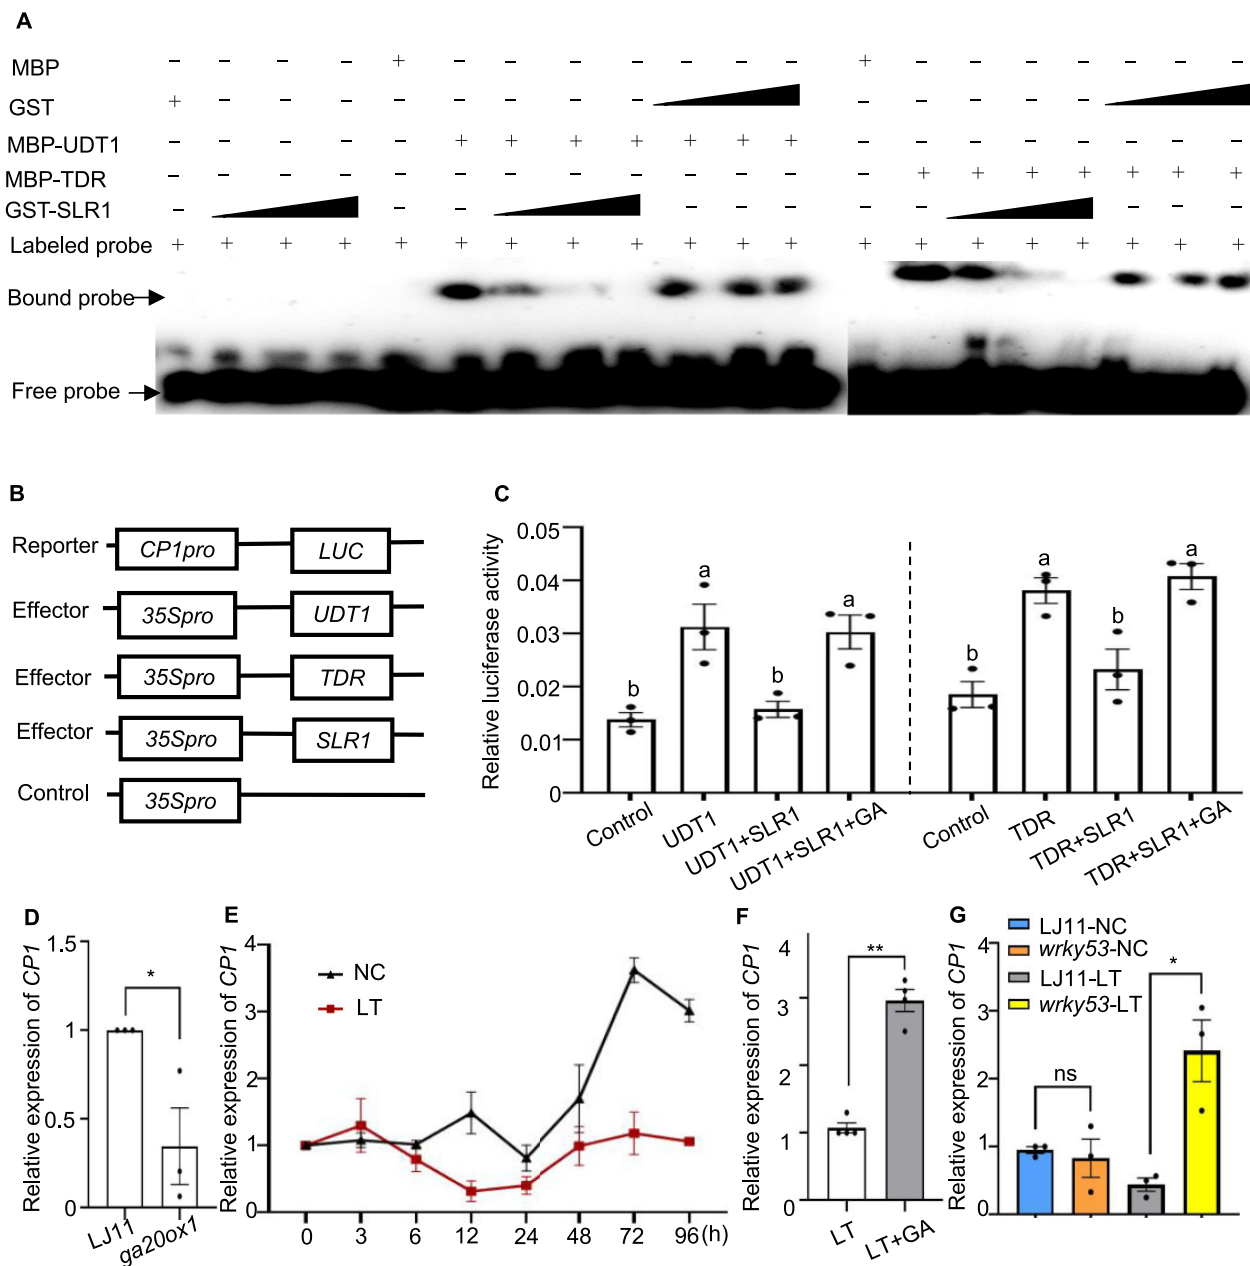 A
MBP − − − − + − − − − − − − + − − − − − − −
GST + − − − − − − − − − − − − −
MBP-UDT1 − − − − − + + + + + + + − − − − − − − −
MBP-TDR − − − − − − − − − − − − − + + + + + + +
GST-SLR1 − − − − − − − − − −
Labeled probe + + + + + + + + + + + + + + + + + + + +
Bound probe
Free probe
B
Reporter CP1pro LUC
Effector 35Spro UDT1
Effector 35Spro TDR
Effector 35Spro SLR1
Control 35Spro
C
Relative luciferase activity
0.05
0.04
0.03
0.02
0.01
0
b a b a b a b a
Control UDT1 UDT1+SLR1 UDT1+SLR1+GA Control TDR TDR+SLR1 TDR+SLR1+GA
D
Relative expression of CP1
1.5
1
0.5
0
*
LJ11 ga20ox1
E
Relative expression of CP1
4
3
2
1
0
NC
LT
0 3 6 12 24 48 72 96(h)
F
Relative expression of CP1
4
3
2
1
0
**
LT LT+GA
G
Relative expression of CP1
4
3
2
1
0
LJ11-NC
wrky53-NC
LJ11-LT
wrky53-LT
ns
*